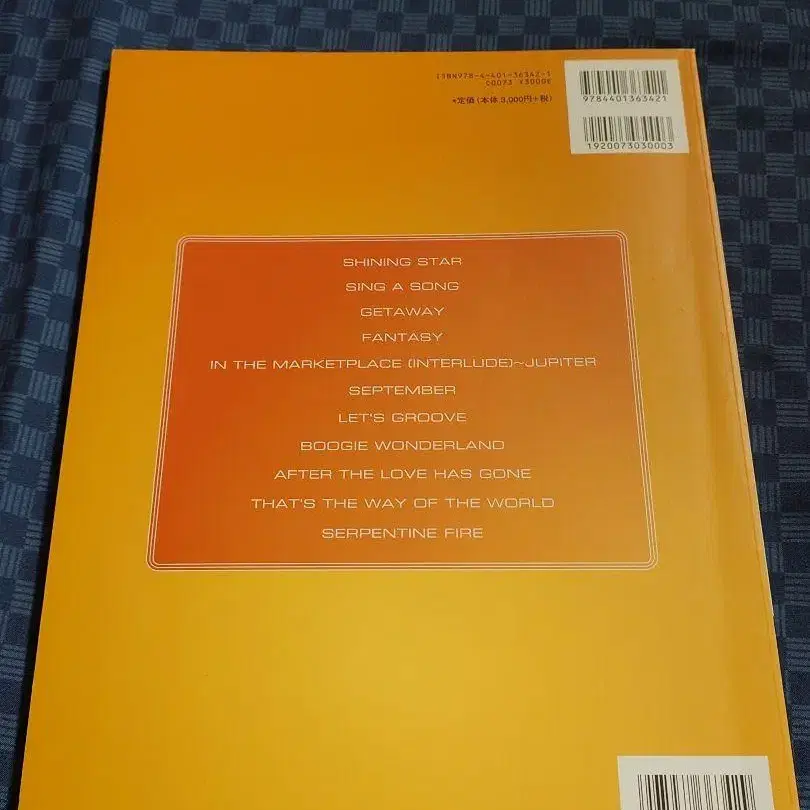 ISBN978-4-401-36342-1
C0073 ¥3000E
●定価(本体3,000円+税)
9784401363421
1920073030003
SHINING STAR
SING A SONG
GETAWAY
FANTASY
IN THE MARKETPLACE (INTERLUDE)~JUPITER
SEPTEMBER
LET'S GROOVE
BOOGIE WONDERLAND
AFTER THE LOVE HAS GONE
THAT'S THE WAY OF THE WORLD
SERPENTINE FIRE